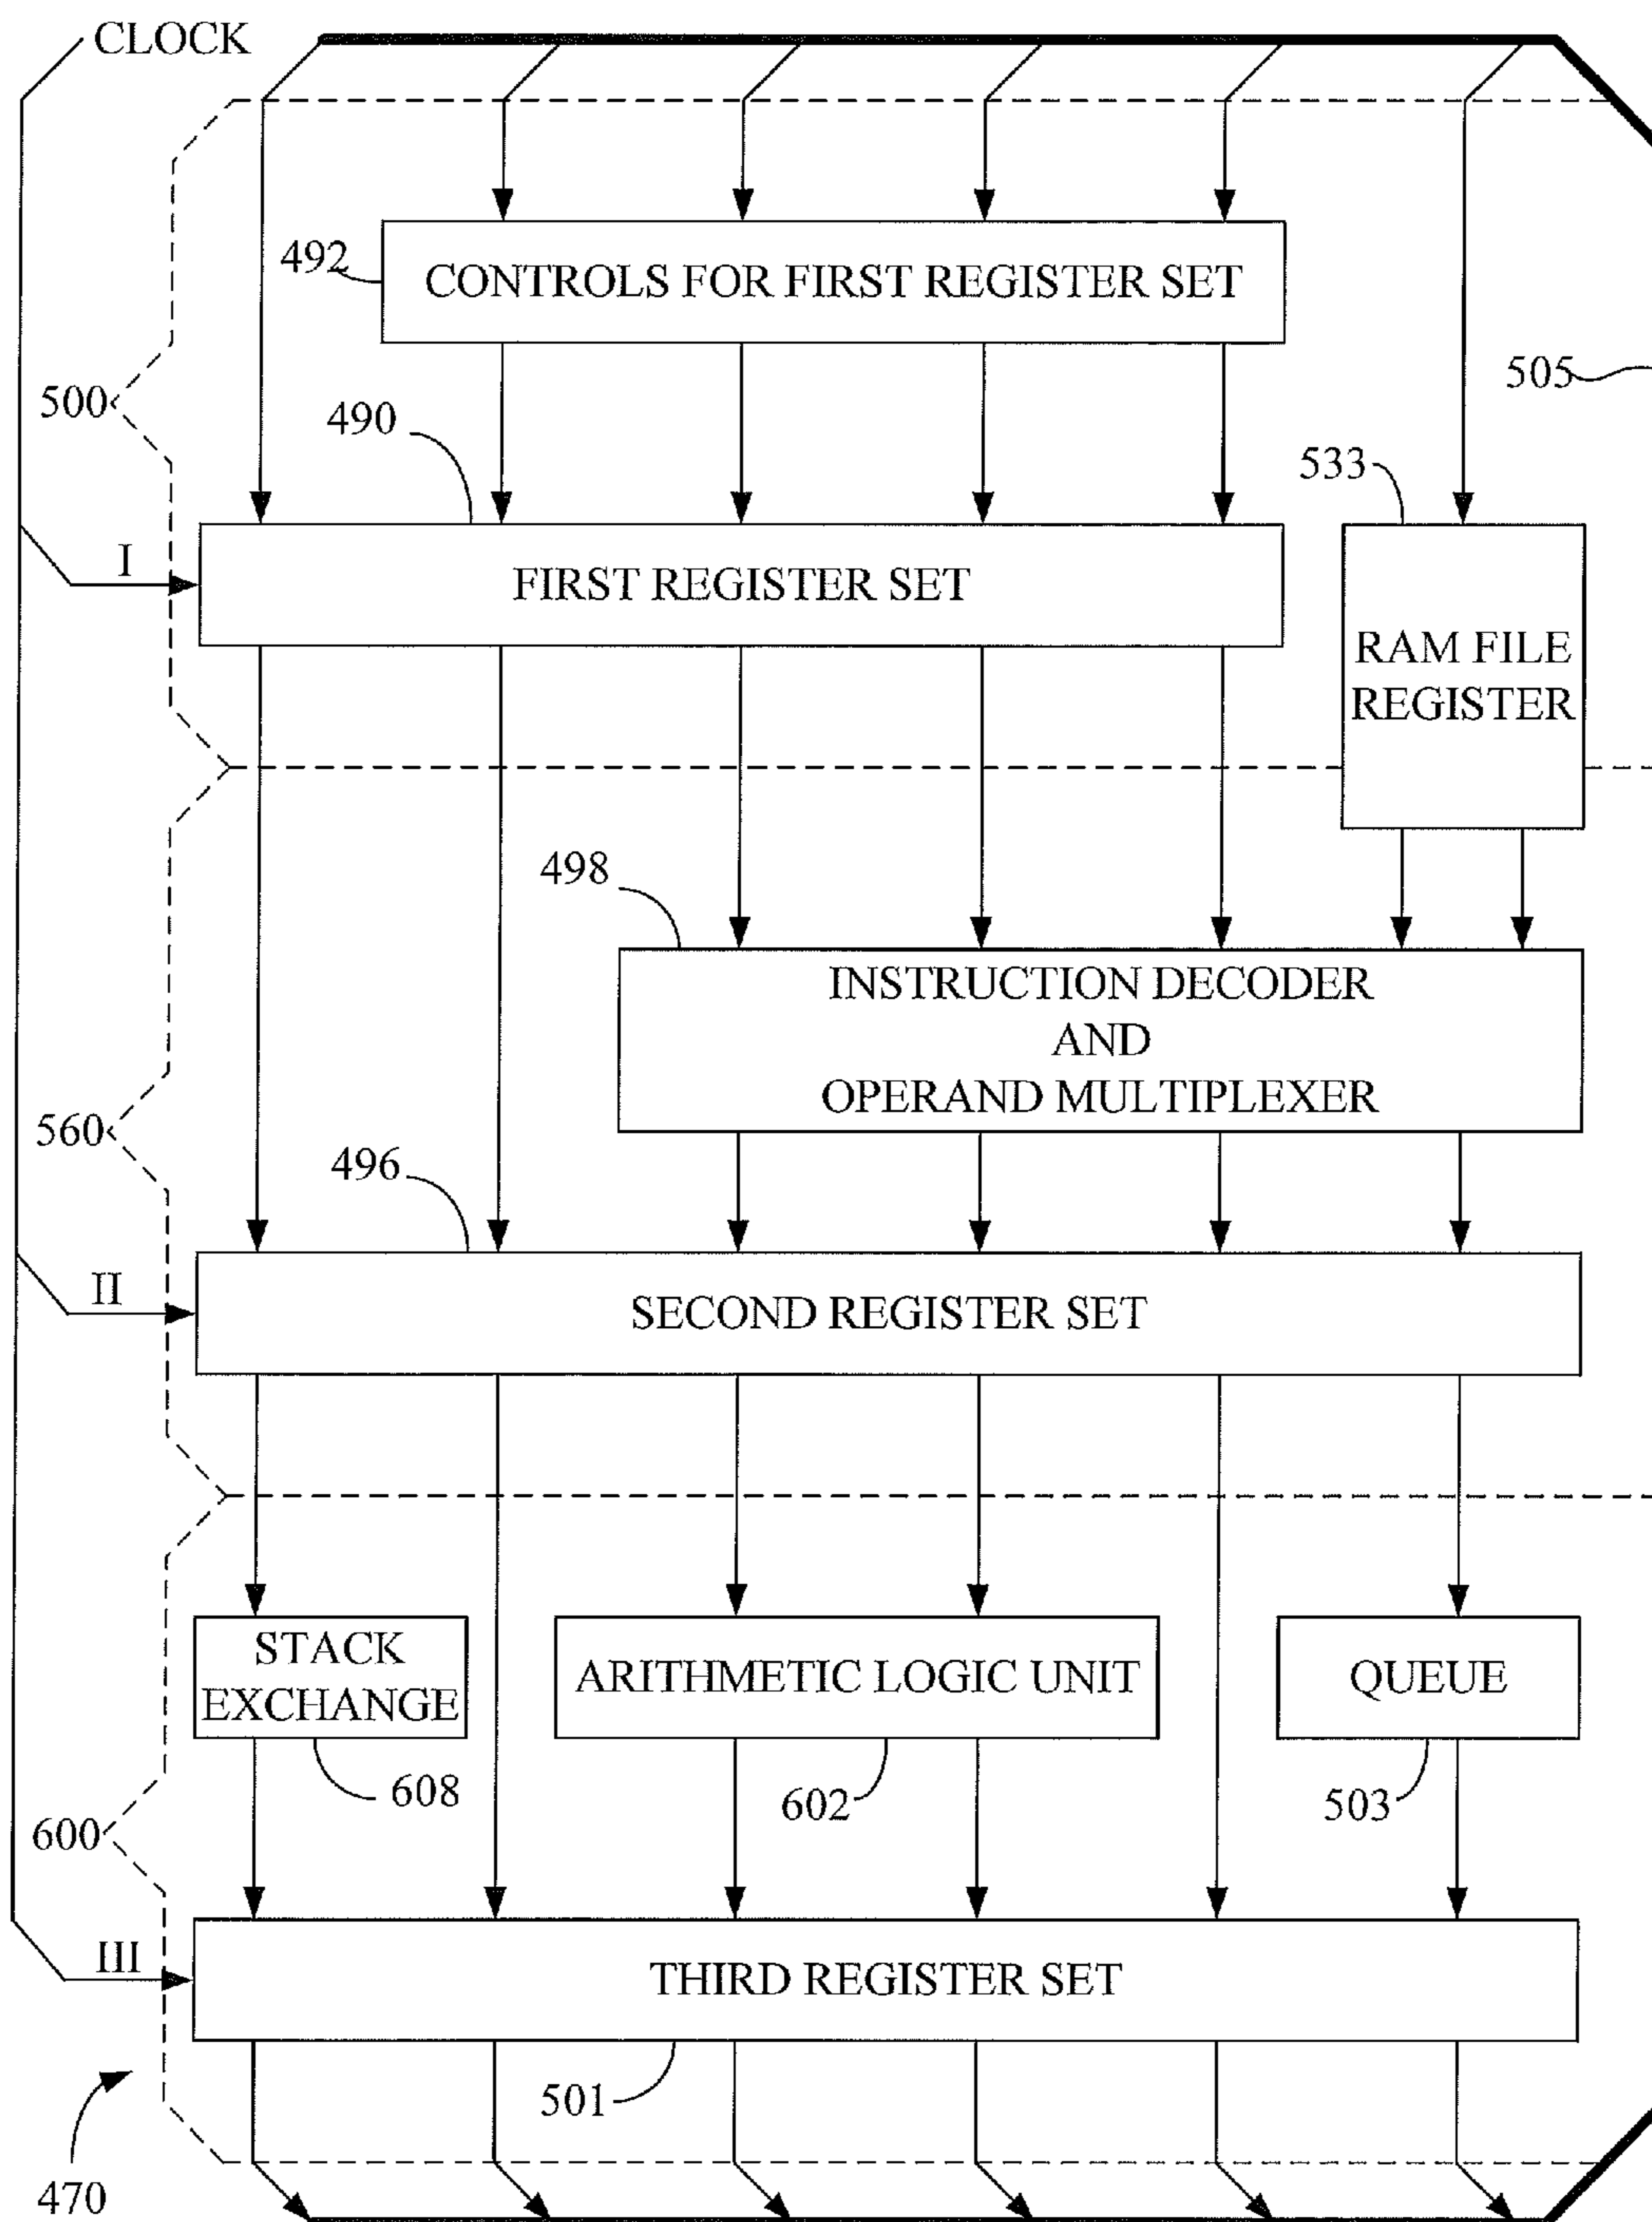 CLOCK
492
CONTROLS FOR FIRST REGISTER SET
505
500
490
533
I
FIRST REGISTER SET
RAM FILE
REGISTER
498
INSTRUCTION DECODER
AND
OPERAND MULTIPLEXER
560
496
II
SECOND REGISTER SET
STACK
EXCHANGE
ARITHMETIC LOGIC UNIT
QUEUE
608
602
503
600
III
THIRD REGISTER SET
501
470